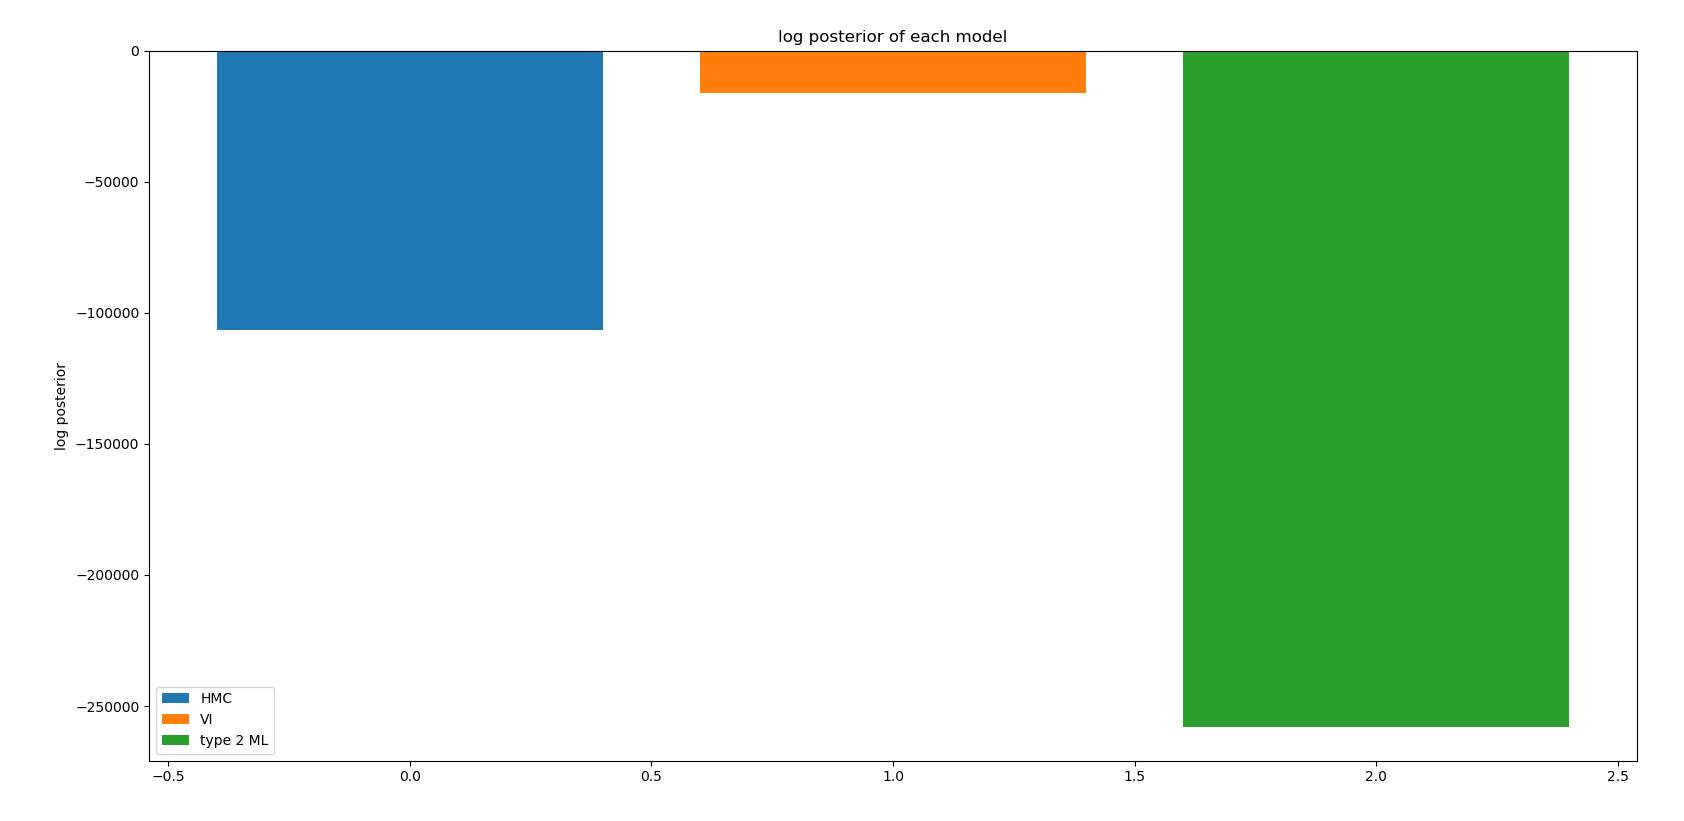 log posterior of each model
log posterior
0
−50000
−100000
−150000
−200000
−250000
HMC
VI
type 2 ML
−0.5 0.0 0.5 1.0 1.5 2.0 2.5